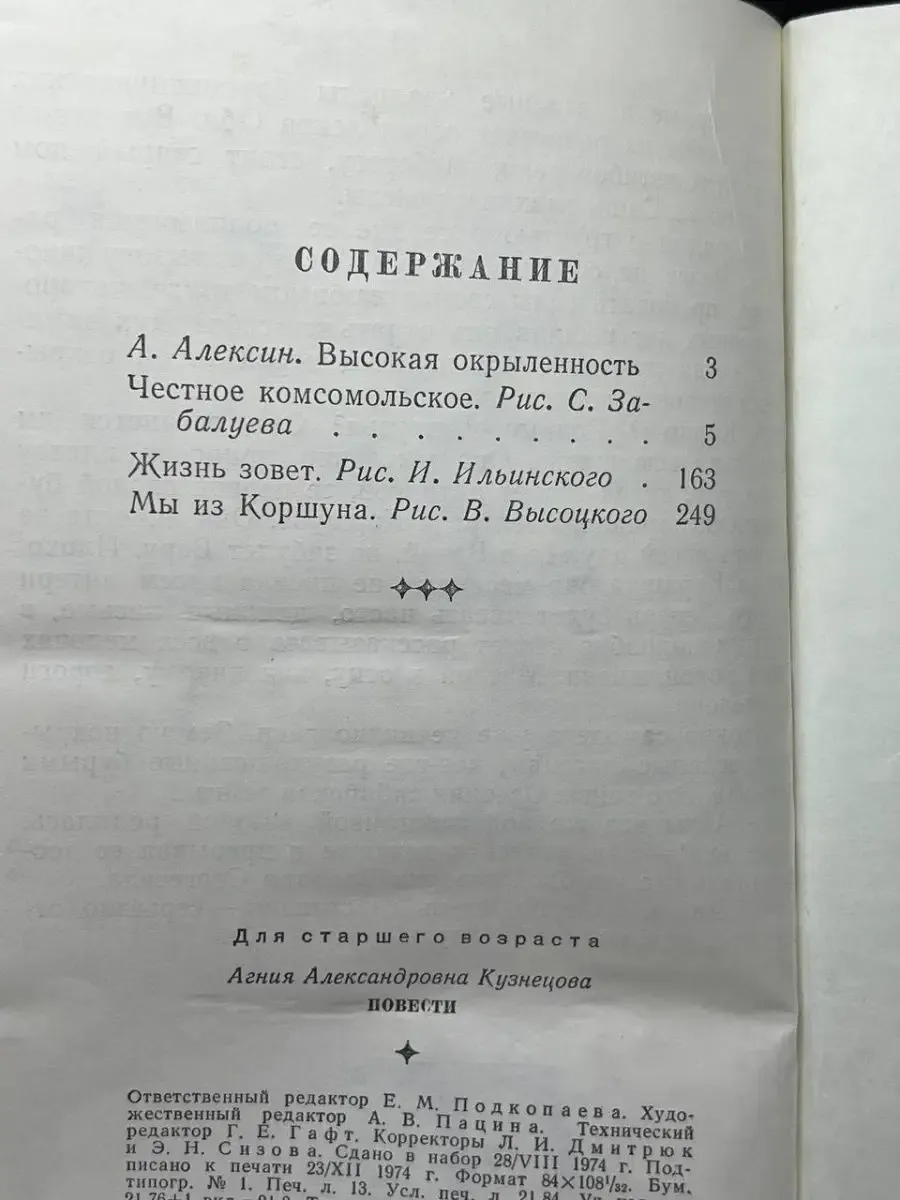 СОДЕРЖАНИЕ
А. Алексин. Высокая окрыленность 3
Честное комсомольское. Рис. С. За-
балуева . . . . . . . . . 5
Жизнь зовет. Рис. И. Ильинского . 163
Мы из Коршуна. Рис. В. Высоцкого 249
Для старшего возраста
Агния Александровна Кузнецова
ПОВЕСТИ
Ответственный редактор Е. М. Подкопаева. Худо-
жественный редактор А. В. Пацина. Технический
редактор Г. Е. Гафт. Корректоры Л. И. Дмитрюк
и Э. Н. Сизова. Сдано в набор 28/VIII 1974 г. Под-
писано к печати 23/XII 1974 г. Формат 84×108¹/₃₂. Бум.
типогр. № 1. Печ. л. 13. Усл. печ. л. 21,84. Уч.